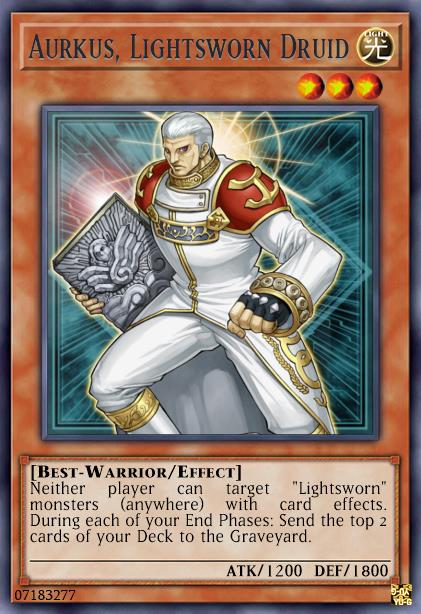 Aurkus, Lightsworn Druid
LIGHT
光
[Best-Warrior/Effect]
Neither player can target "Lightsworn"
monsters (anywhere) with card effects.
During each of your End Phases: Send the top 2
cards of your Deck to the Graveyard.
ATK/1200 DEF/1800
07183277